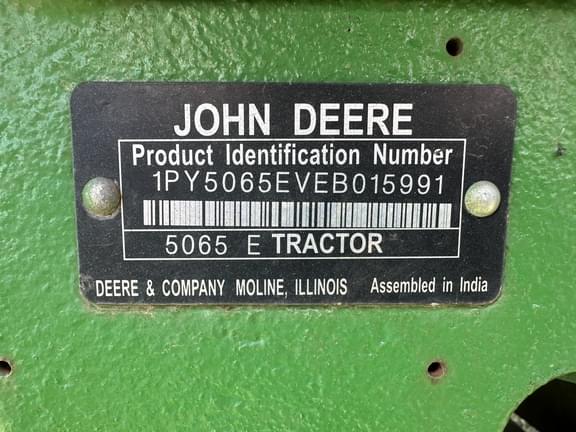 JOHN DEERE
Product Identification Number
1PY5065EVEB015991
5065 E TRACTOR
DEERE & COMPANY MOLINE, ILLINOIS Assembled in India